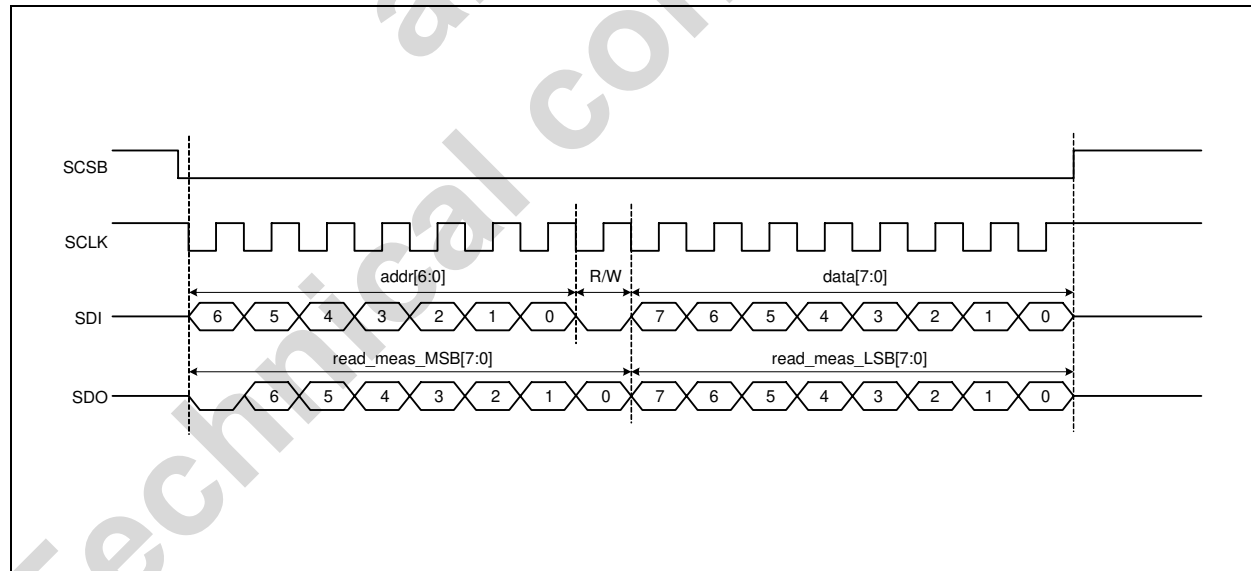 SCSB
SCLK
addr[6:0] R/W data[7:0]
SDI 6 5 4 3 2 1 0 7 6 5 4 3 2 1 0
read_meas_MSB[7:0] read_meas_LSB[7:0]
SDO 6 5 4 3 2 1 0 7 6 5 4 3 2 1 0
Technical con